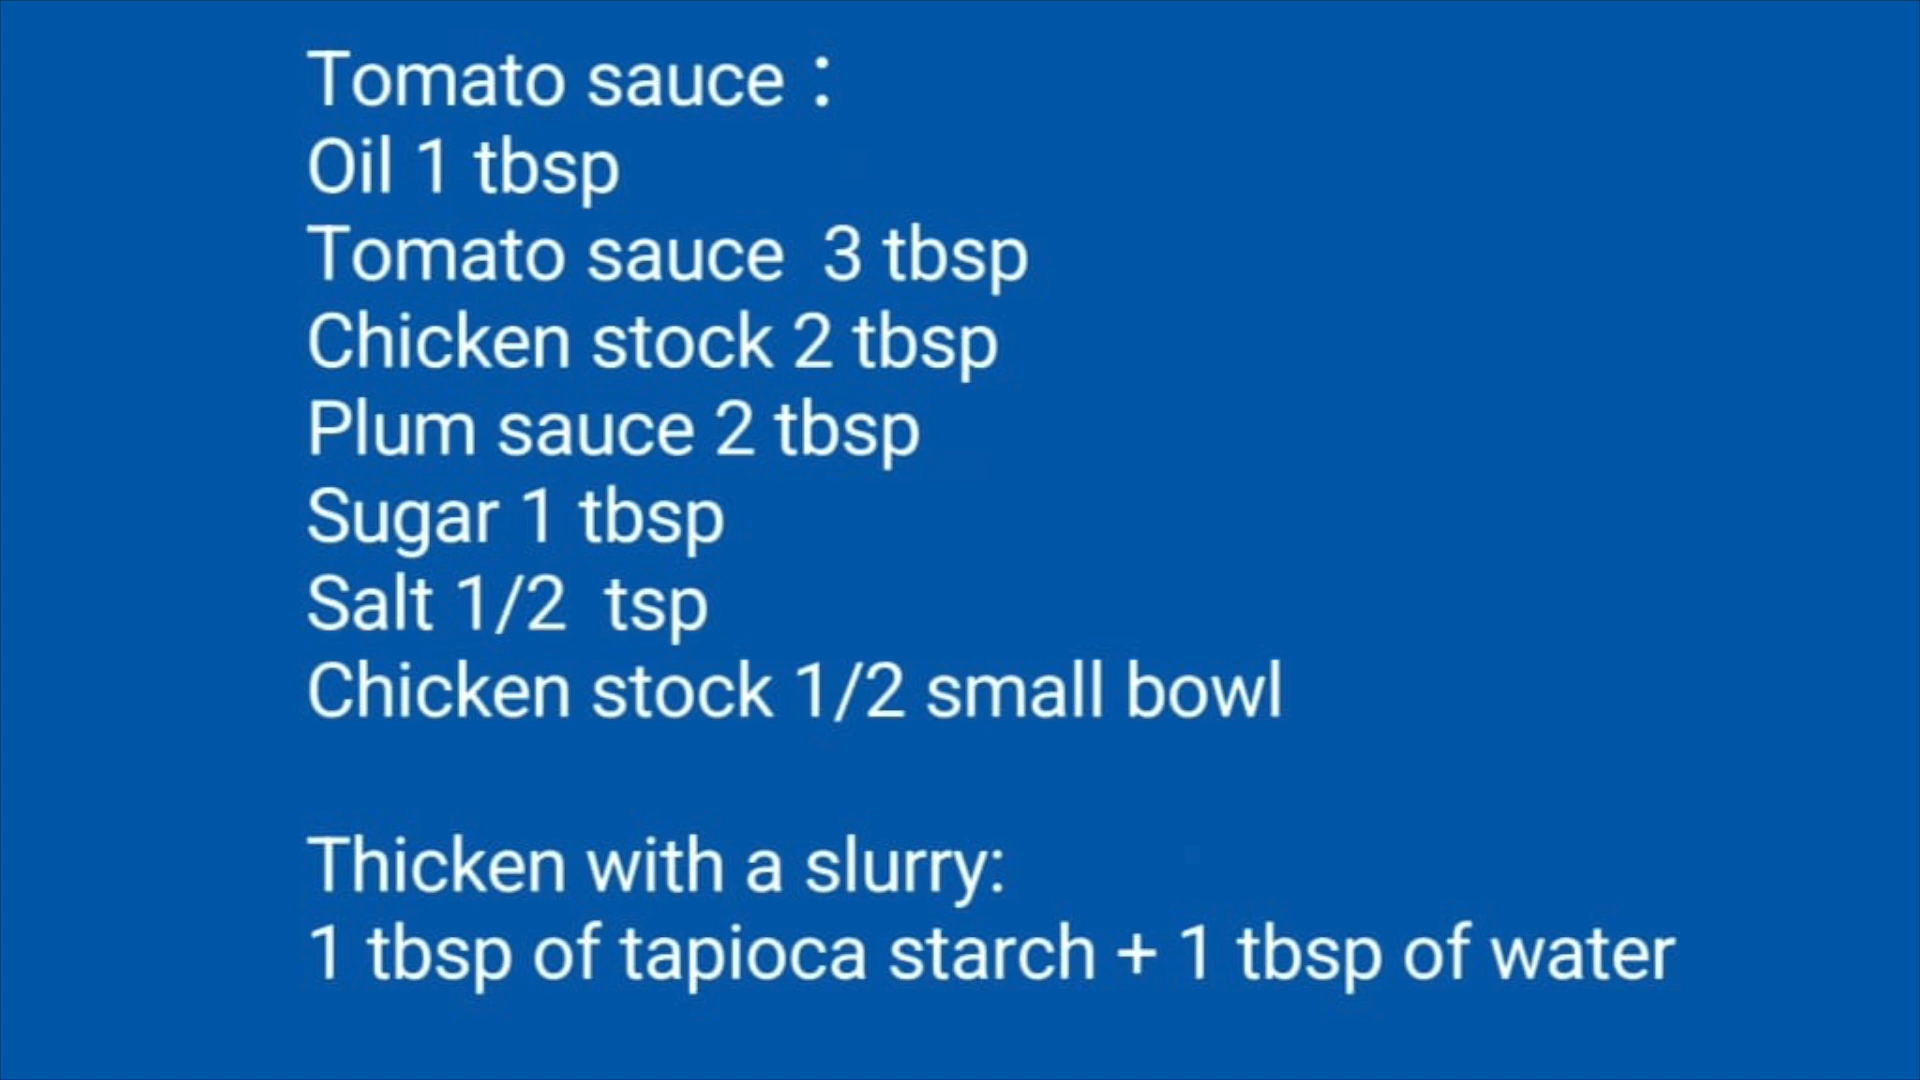 Tomato sauce：
Oil 1 tbsp
Tomato sauce  3 tbsp
Chicken stock 2 tbsp
Plum sauce 2 tbsp
Sugar 1 tbsp
Salt 1/2  tsp
Chicken stock 1/2 small bowl
Thicken with a slurry:
1 tbsp of tapioca starch + 1 tbsp of water